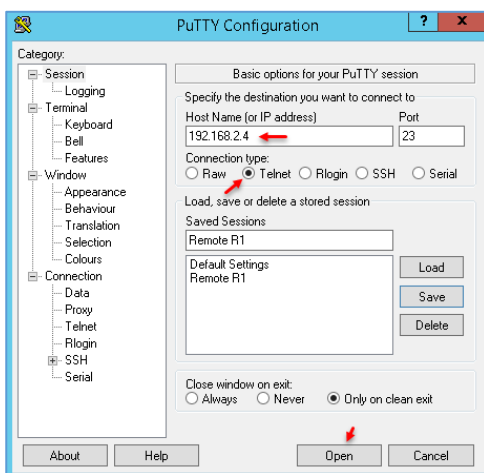 PuTTY Configuration ? X
Category:
Session
Logging
Terminal
Keyboard
Bell
Features
Window
Appearance
Behaviour
Translation
Selection
Colours
Connection
Data
Proxy
Telnet
Rlogin
SSH
Serial
Basic options for your PuTTY session
Specify the destination you want to connect to
Host Name (or IP address) Port
192.168.2.4 23
Connection type:
Raw Telnet Rlogin SSH Serial
Load, save or delete a stored session
Saved Sessions
Remote R1
Default Settings
Remote R1
Load
Save
Delete
Close window on exit:
Always Never Only on clean exit
About Help Open Cancel